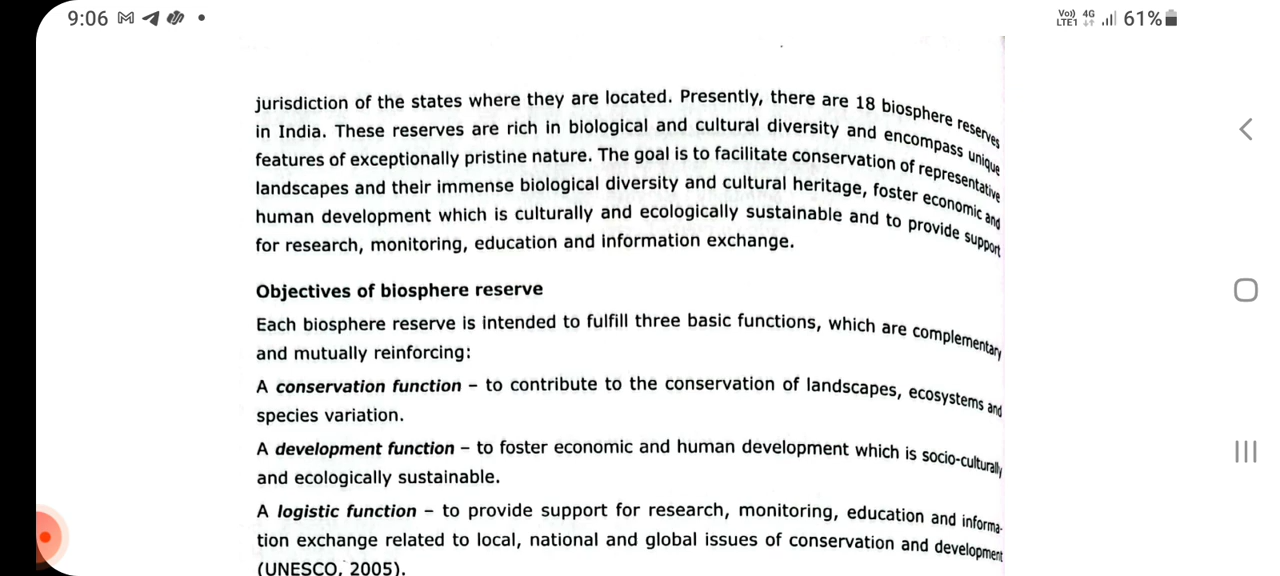 9:06
Vo)) 4G
LTE1 61%
jurisdiction of the states where they are located. Presently, there are 18 biosphere reserves
in India. These reserves are rich in biological and cultural diversity and encompass unique
features of exceptionally pristine nature. The goal is to facilitate conservation of representative
landscapes and their immense biological diversity and cultural heritage, foster economic and
human development which is culturally and ecologically sustainable and to provide support
for research, monitoring, education and information exchange.
Objectives of biosphere reserve
Each biosphere reserve is intended to fulfill three basic functions, which are complementary
and mutually reinforcing:
A conservation function – to contribute to the conservation of landscapes, ecosystems and
species variation.
A development function – to foster economic and human development which is socio-culturally
and ecologically sustainable.
A logistic function – to provide support for research, monitoring, education and informa-
tion exchange related to local, national and global issues of conservation and development
(UNESCO, 2005).